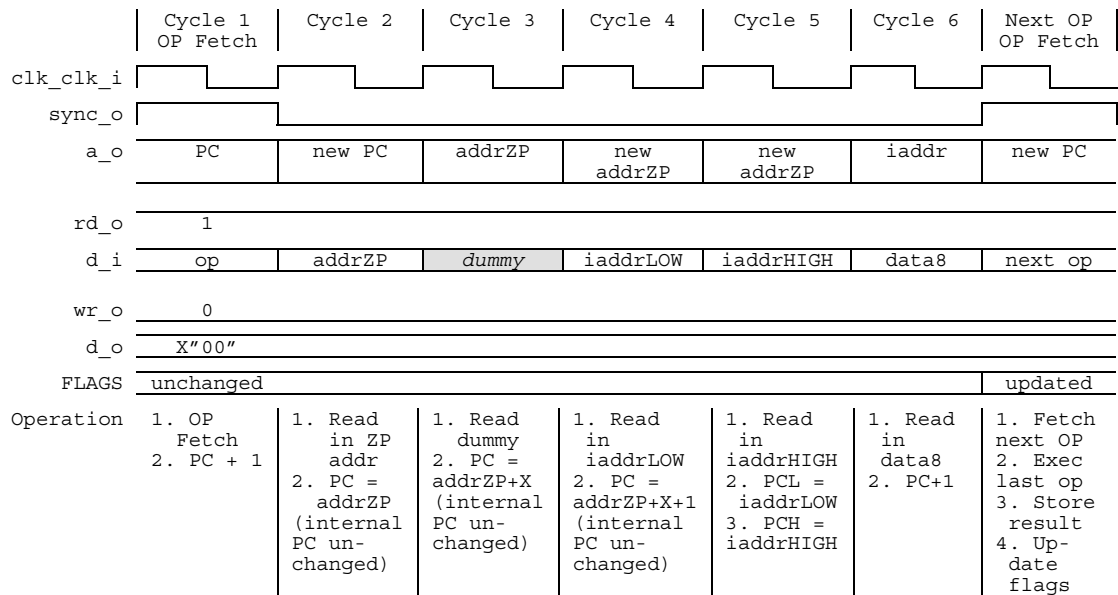 Cycle 1 Cycle 2 Cycle 3 Cycle 4 Cycle 5 Cycle 6 Next OP
OP Fetch OP Fetch
clk_clk_i
sync_o
a_o PC new PC addrZP new new iaddr new PC
addrZP addrZP
rd_o 1
d_i op addrZP dummy iaddrLOW iaddrHIGH data8 next op
wr_o 0
d_o X"00"
FLAGS unchanged updated
Operation 1. OP 1. Read 1. Read 1. Read 1. Read 1. Read 1. Fetch
Fetch in ZP dummy in in in next OP
2. PC + 1 addr 2. PC = iaddrLOW iaddrHIGH data8 2. Exec
2. PC = addrZP+X 2. PC = 2. PCL = 2. PC+1 last op
addrZP (internal addrZP+X+1 iaddrLOW 3. Store
(internal PC un- (internal 3. PCH = result
PC un- changed) PC un- iaddrHIGH 4. Up-
changed) changed) date
flags